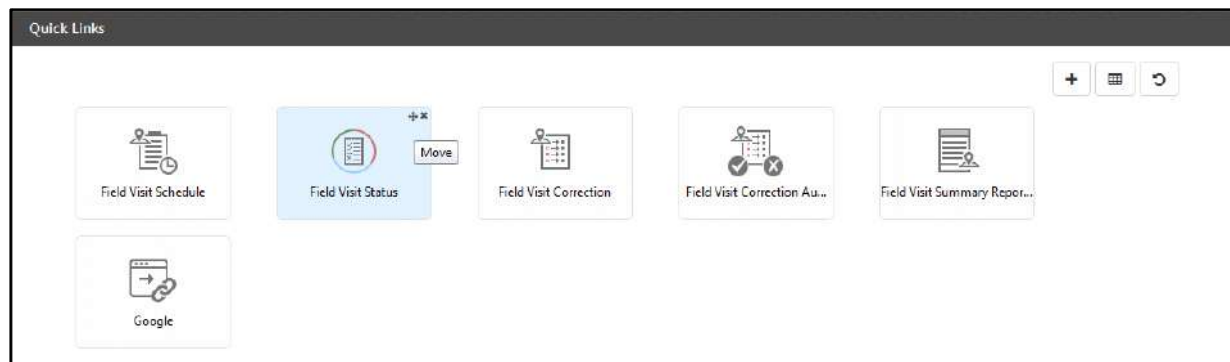 Quick Links
Move
Field Visit Schedule
Field Visit Status
Field Visit Correction
Field Visit Correction Au...
Field Visit Summary Repor...
Google